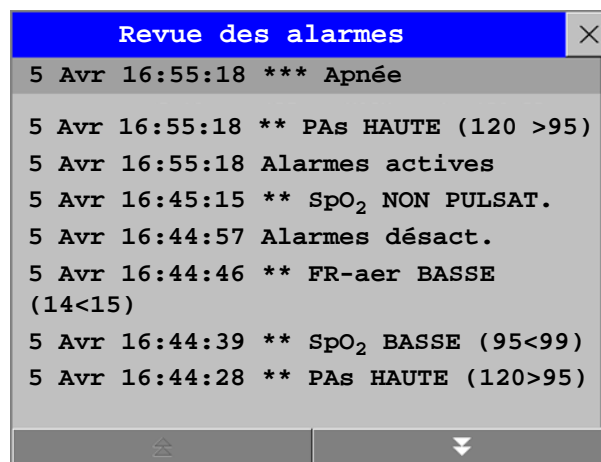 Revue des alarmes
5 Avr 16:55:18 *** Apnée
5 Avr 16:55:18 ** PAs HAUTE (120 >95)
5 Avr 16:55:18 Alarmes actives
5 Avr 16:45:15 ** SpO₂ NON PULSAT.
5 Avr 16:44:57 Alarmes désact.
5 Avr 16:44:46 ** FR-aer BASSE
(14<15)
5 Avr 16:44:39 ** SpO₂ BASSE (95<99)
5 Avr 16:44:28 ** PAs HAUTE (120>95)